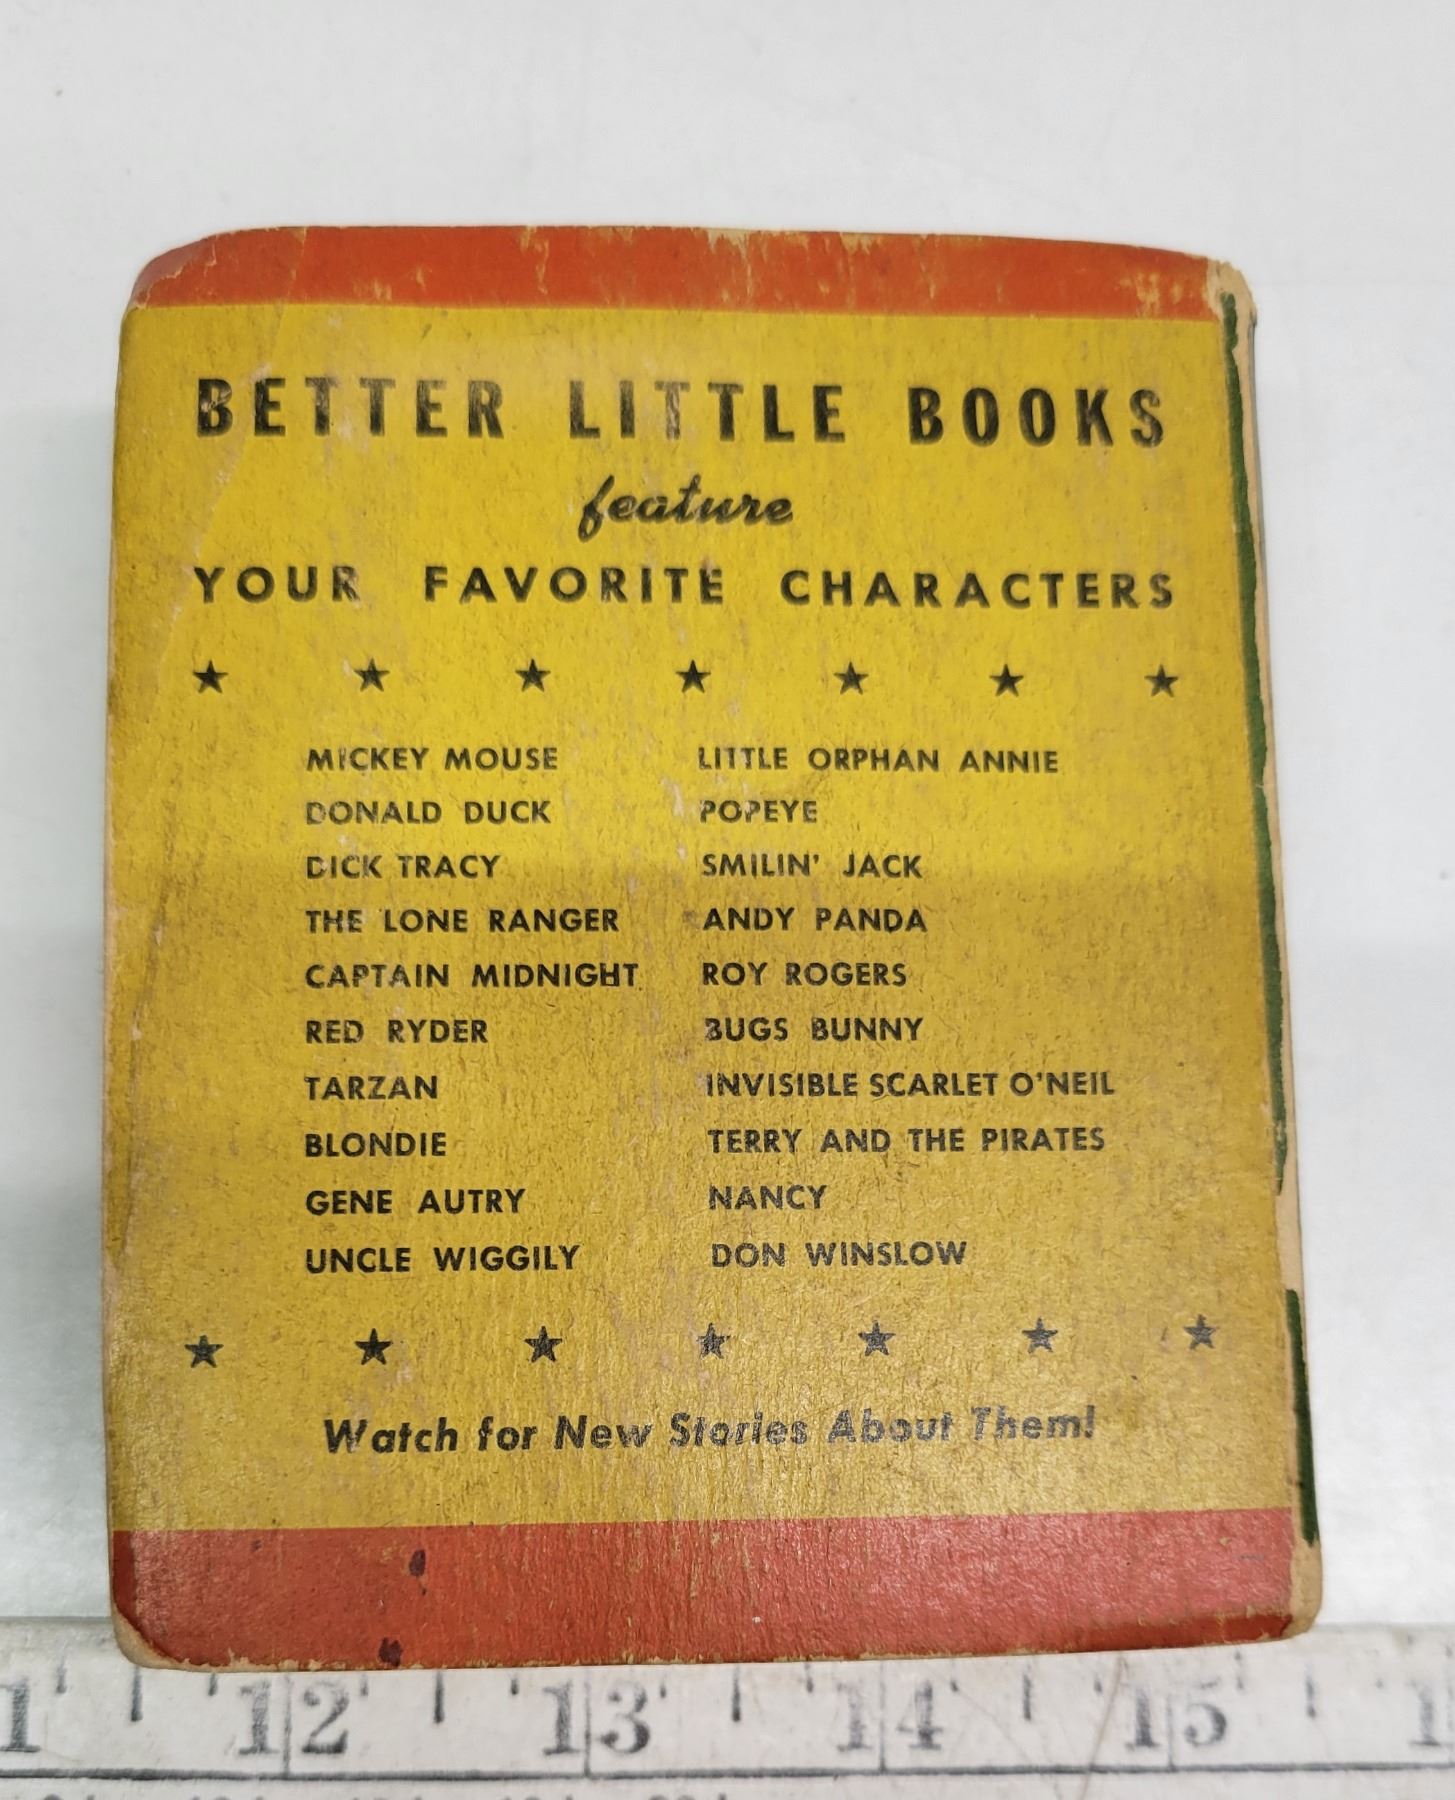 BETTER LITTLE BOOKS
feature
YOUR FAVORITE CHARACTERS
MICKEY MOUSE
DONALD DUCK
DICK TRACY
THE LONE RANGER
CAPTAIN MIDNIGHT
RED RYDER
TARZAN
BLONDIE
GENE AUTRY
UNCLE WIGGILY
LITTLE ORPHAN ANNIE
POPEYE
SMILIN' JACK
ANDY PANDA
ROY ROGERS
BUGS BUNNY
INVISIBLE SCARLET O'NEIL
TERRY AND THE PIRATES
NANCY
DON WINSLOW
Watch for New Stories About Them!
12 13 14 15